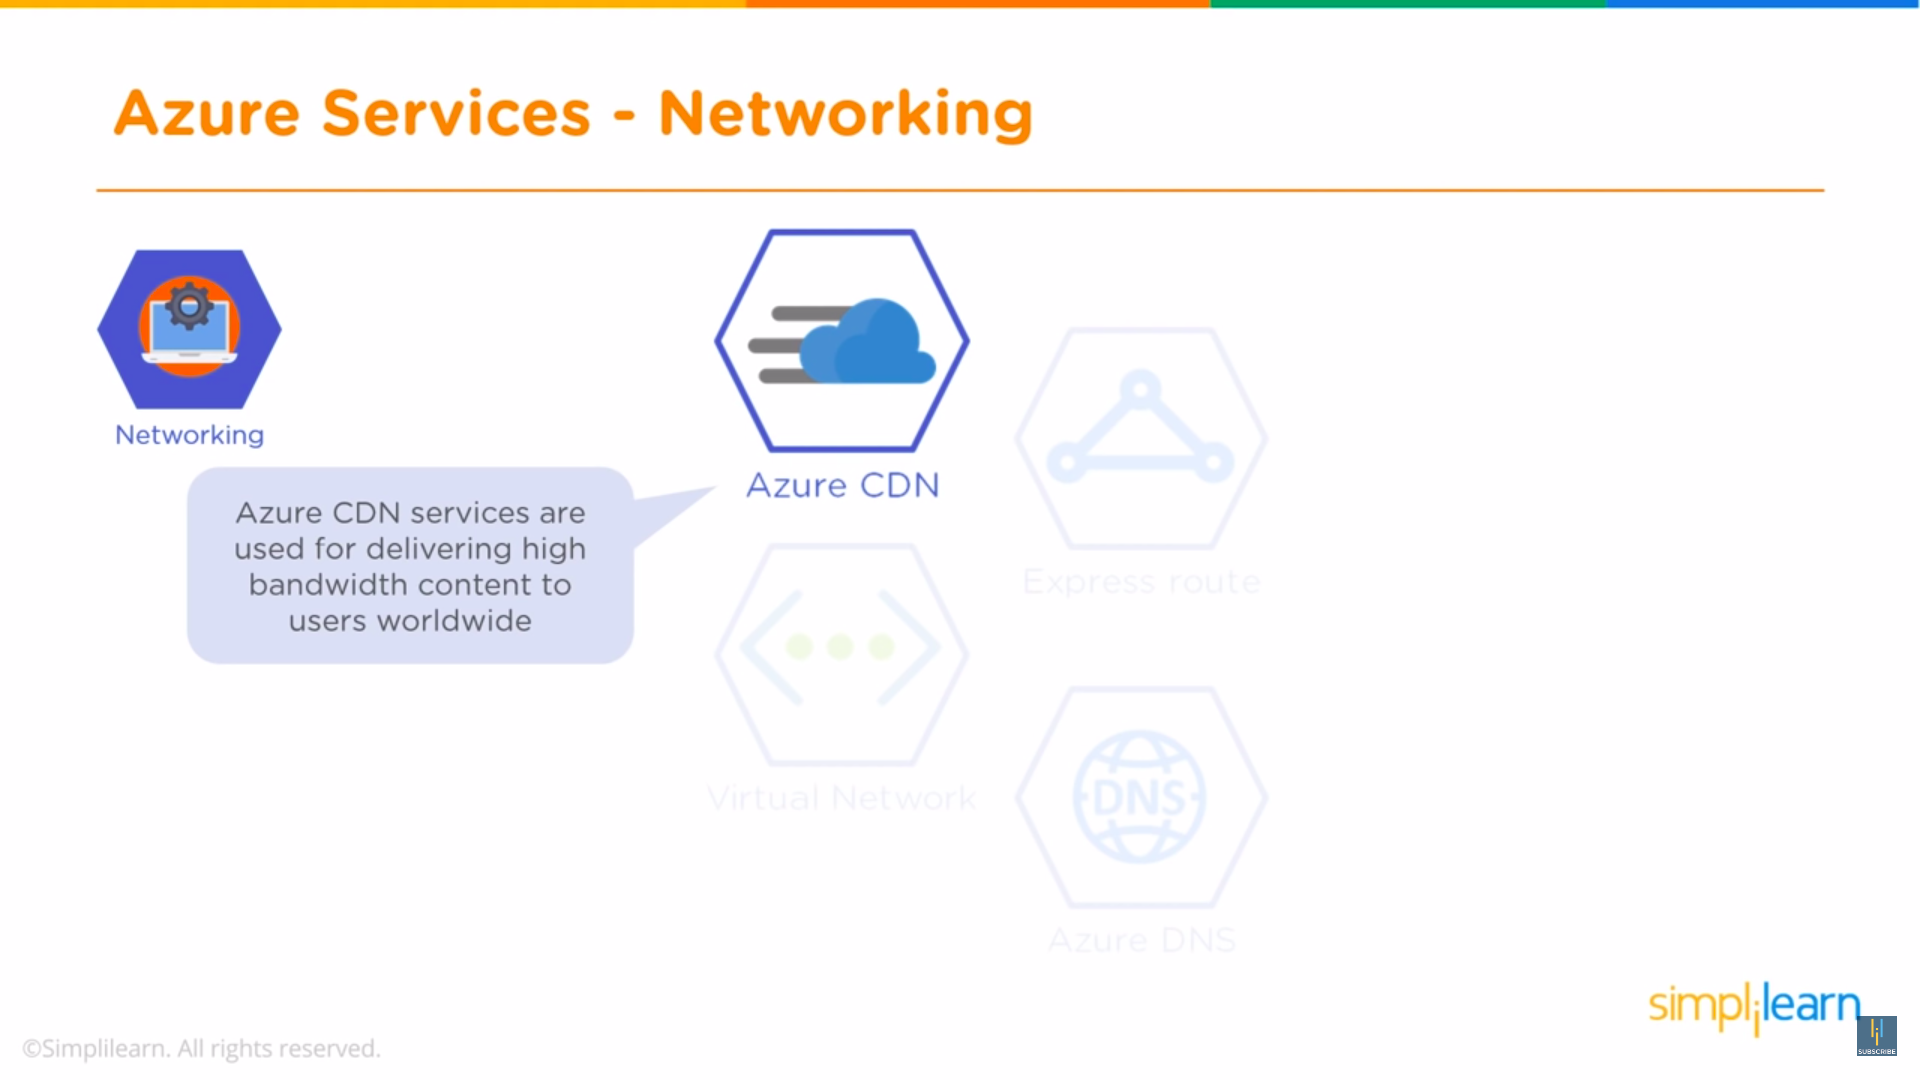 Azure Services - Networking
Networking
Azure CDN services are
used for delivering high
bandwidth content to
users worldwide
Azure CDN
Express route
Virtual Network
DNS
Azure DNS
simplilearn
SUBSCRIBE
©Simplilearn. All rights reserved.